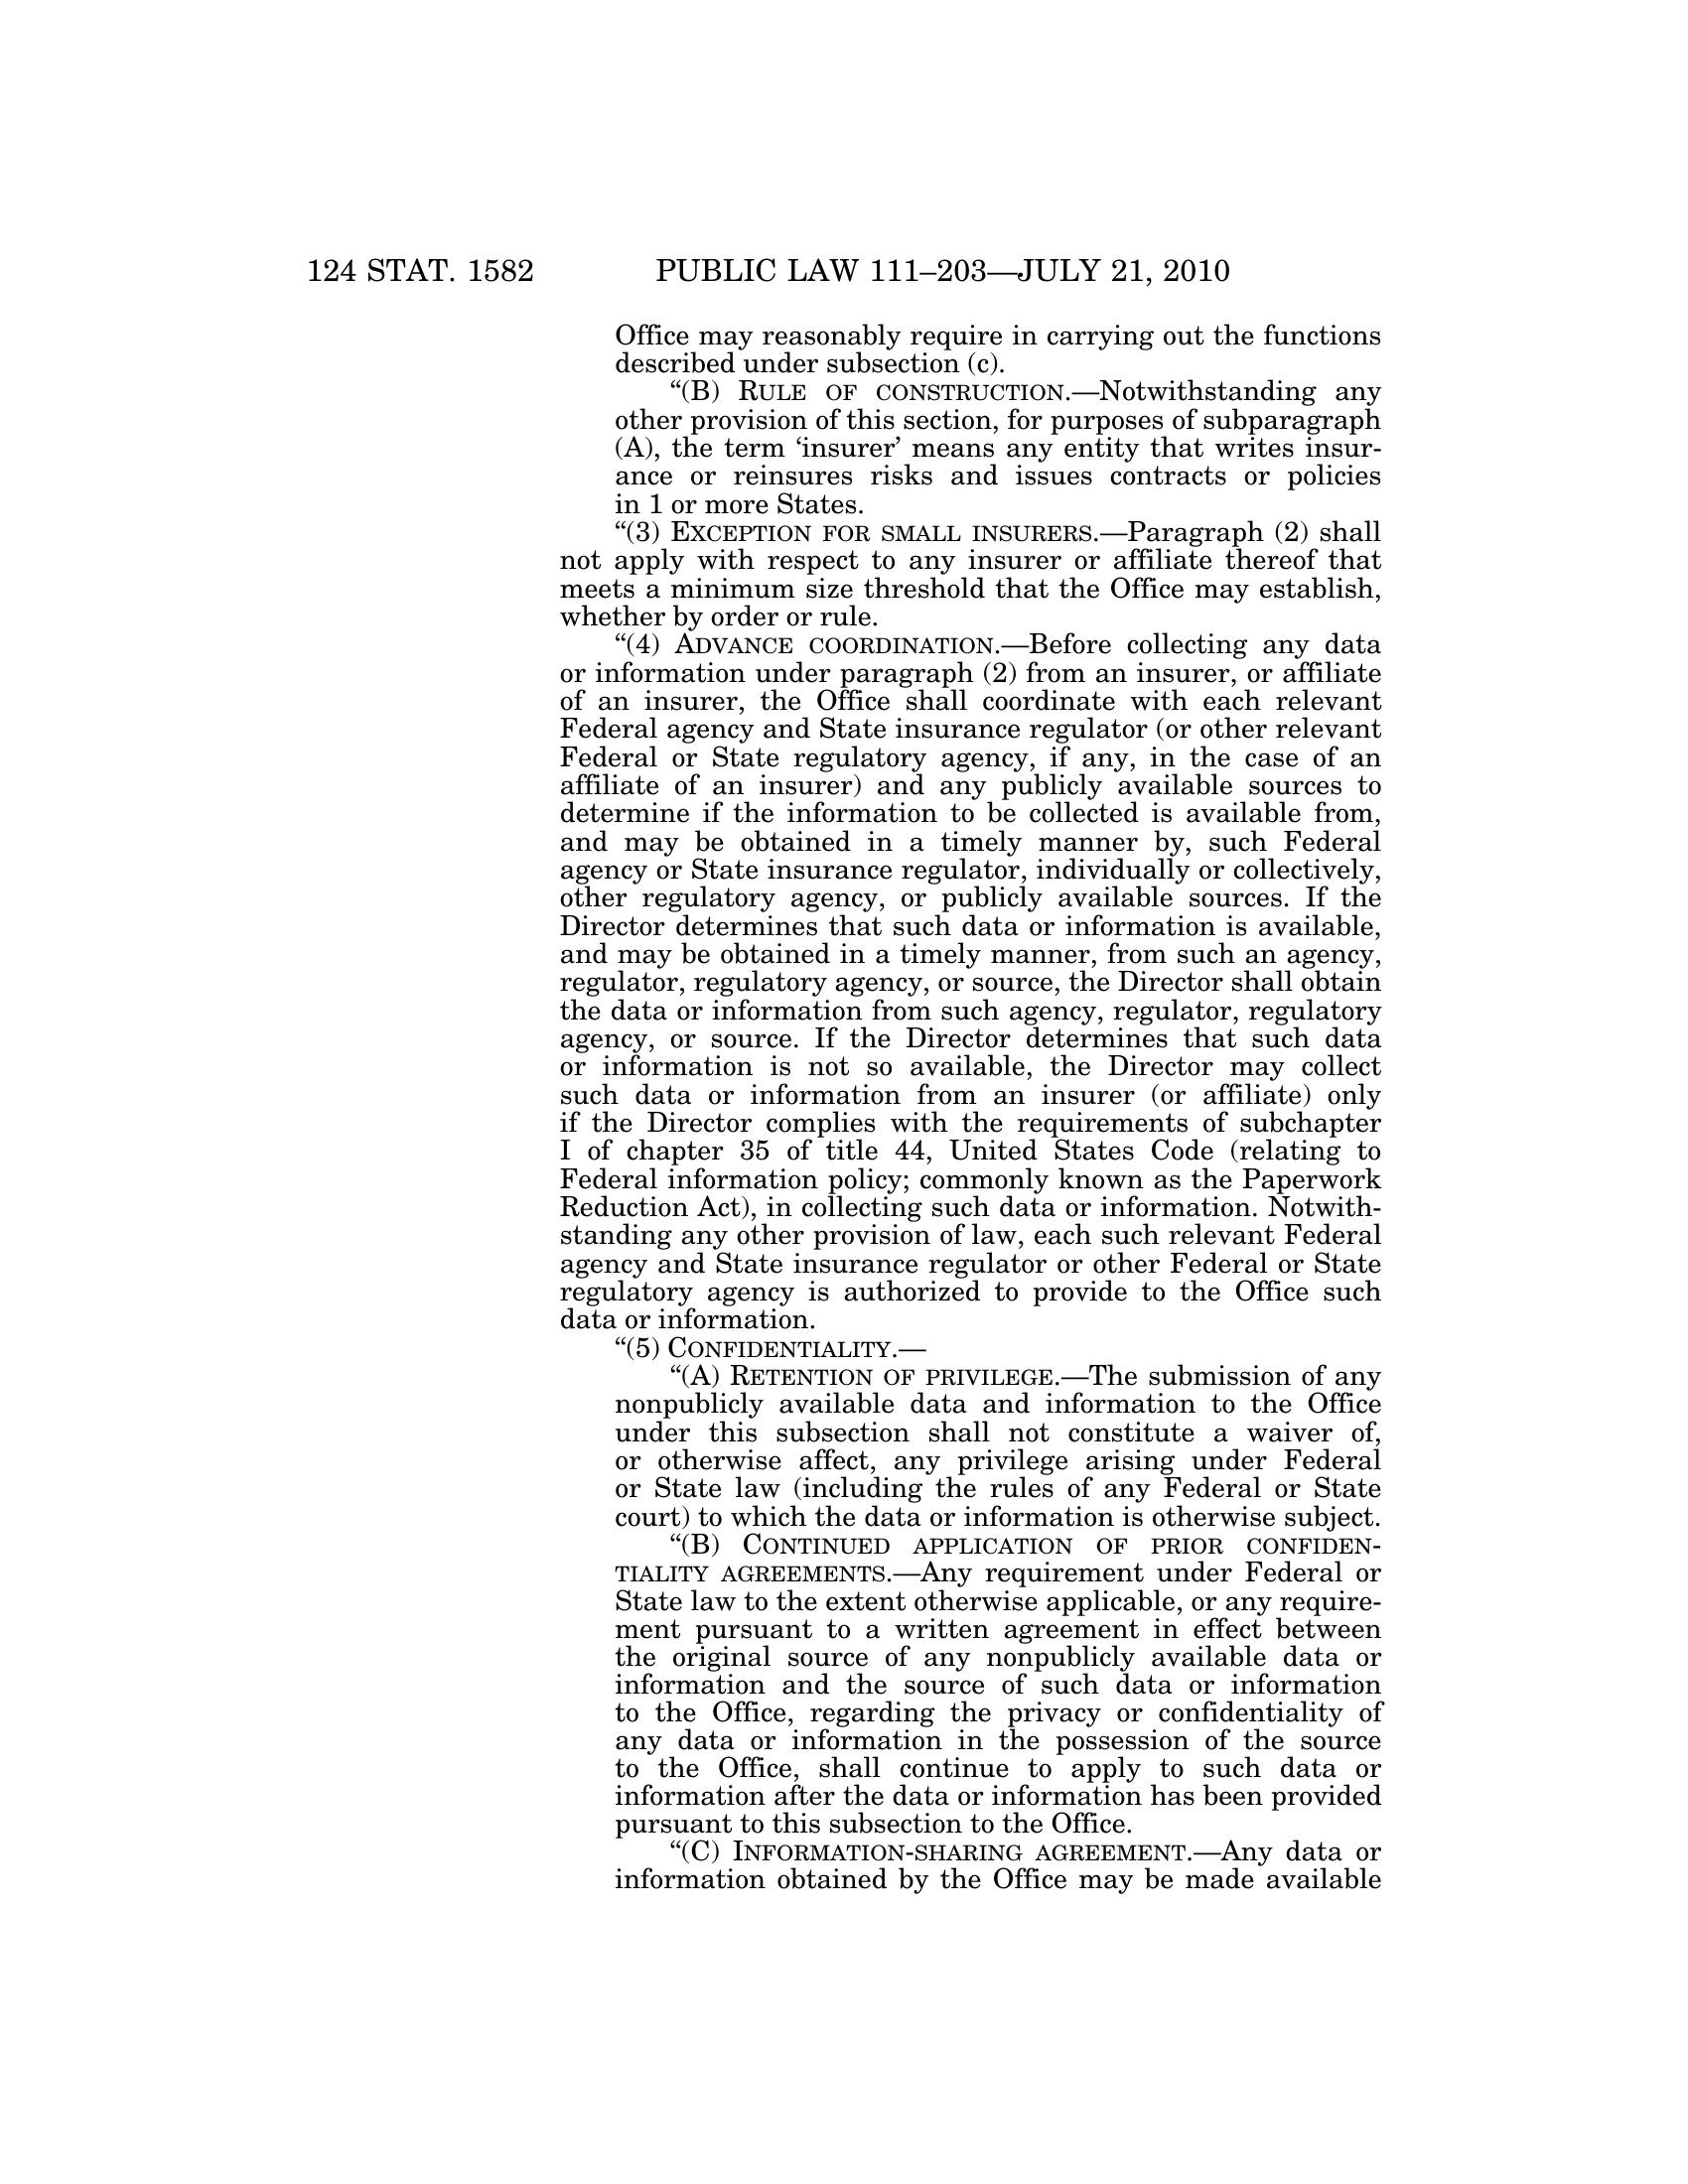 124 STAT. 1582 PUBLIC LAW 111–203—JULY 21, 2010
Office may reasonably require in carrying out the functions
described under subsection (c).
“(B) RULE OF CONSTRUCTION.—Notwithstanding any
other provision of this section, for purposes of subparagraph
(A), the term ‘insurer’ means any entity that writes insur-
ance or reinsures risks and issues contracts or policies
in 1 or more States.
“(3) EXCEPTION FOR SMALL INSURERS.—Paragraph (2) shall
not apply with respect to any insurer or affiliate thereof that
meets a minimum size threshold that the Office may establish,
whether by order or rule.
“(4) ADVANCE COORDINATION.—Before collecting any data
or information under paragraph (2) from an insurer, or affiliate
of an insurer, the Office shall coordinate with each relevant
Federal agency and State insurance regulator (or other relevant
Federal or State regulatory agency, if any, in the case of an
affiliate of an insurer) and any publicly available sources to
determine if the information to be collected is available from,
and may be obtained in a timely manner by, such Federal
agency or State insurance regulator, individually or collectively,
other regulatory agency, or publicly available sources. If the
Director determines that such data or information is available,
and may be obtained in a timely manner, from such an agency,
regulator, regulatory agency, or source, the Director shall obtain
the data or information from such agency, regulator, regulatory
agency, or source. If the Director determines that such data
or information is not so available, the Director may collect
such data or information from an insurer (or affiliate) only
if the Director complies with the requirements of subchapter
I of chapter 35 of title 44, United States Code (relating to
Federal information policy; commonly known as the Paperwork
Reduction Act), in collecting such data or information. Notwith-
standing any other provision of law, each such relevant Federal
agency and State insurance regulator or other Federal or State
regulatory agency is authorized to provide to the Office such
data or information.
“(5) CONFIDENTIALITY.—
“(A) RETENTION OF PRIVILEGE.—The submission of any
nonpublicly available data and information to the Office
under this subsection shall not constitute a waiver of,
or otherwise affect, any privilege arising under Federal
or State law (including the rules of any Federal or State
court) to which the data or information is otherwise subject.
“(B) CONTINUED APPLICATION OF PRIOR CONFIDEN-
TIALITY AGREEMENTS.—Any requirement under Federal or
State law to the extent otherwise applicable, or any require-
ment pursuant to a written agreement in effect between
the original source of any nonpublicly available data or
information and the source of such data or information
to the Office, regarding the privacy or confidentiality of
any data or information in the possession of the source
to the Office, shall continue to apply to such data or
information after the data or information has been provided
pursuant to this subsection to the Office.
“(C) INFORMATION-SHARING AGREEMENT.—Any data or
information obtained by the Office may be made available